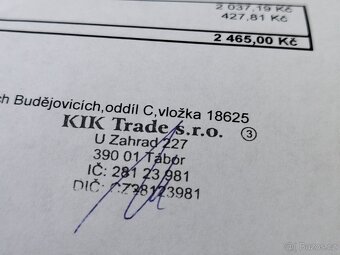 2 037,19 Kč
427,81 Kč
2 465,00 Kč
ch Budějovicích,oddíl C,vložka 18625
KIK Trade s.r.o. 3
U Zahrad 227
390 01 Tábor
IČ: 281 23 981
DIČ: CZ28123981